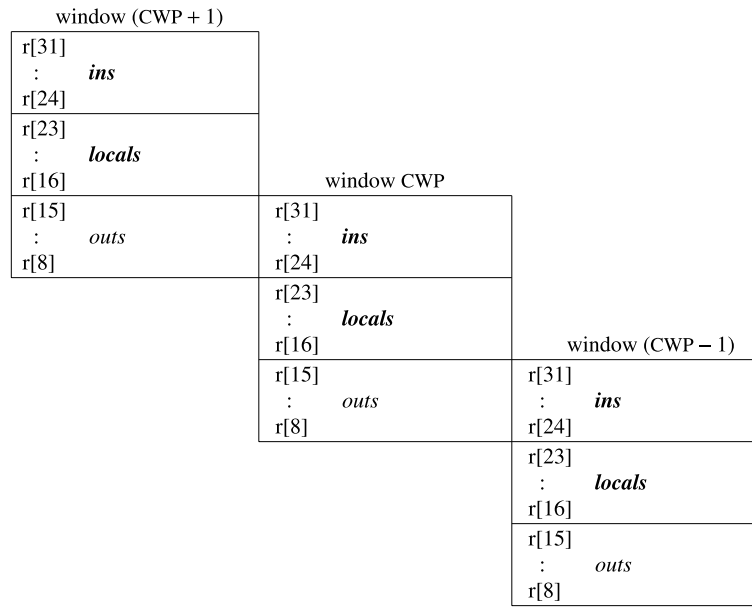 window (CWP + 1)
r[31]
: ins
r[24]
r[23]
: locals
r[16]
r[15]
: outs
r[8]
window CWP
r[31]
: ins
r[24]
r[23]
: locals
r[16]
r[15]
: outs
r[8]
window (CWP – 1)
r[31]
: ins
r[24]
r[23]
: locals
r[16]
r[15]
: outs
r[8]